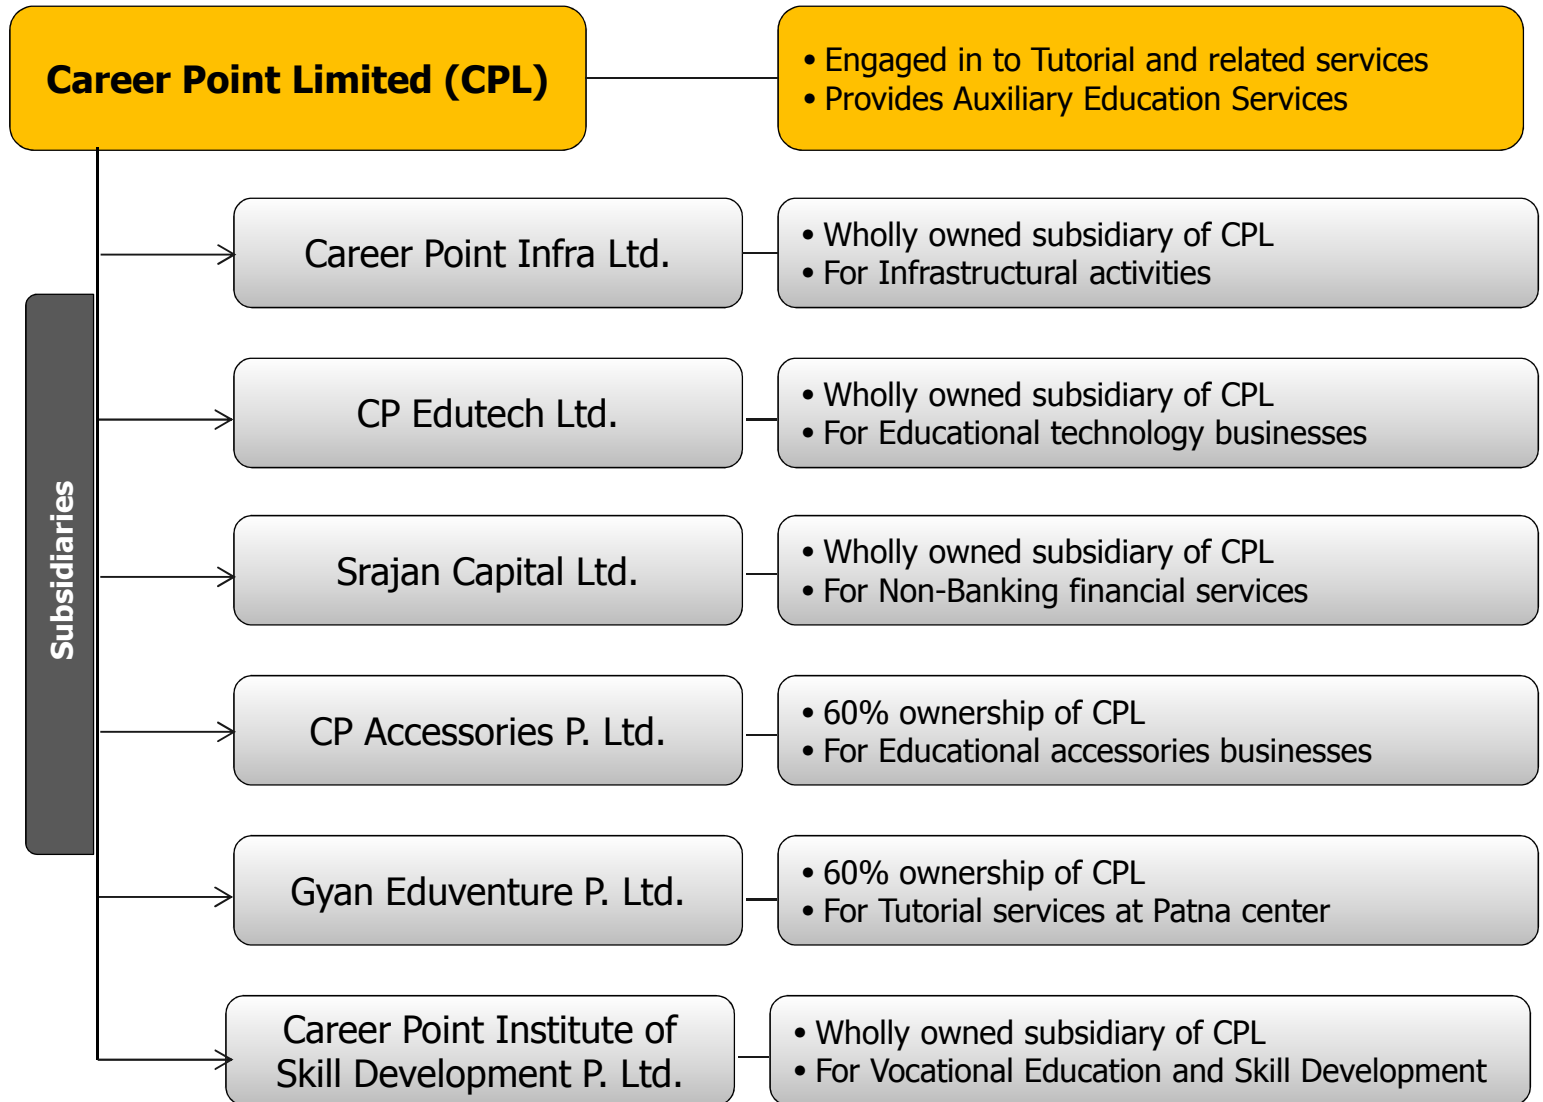 Career Point Limited (CPL)
• Engaged in to Tutorial and related services
• Provides Auxiliary Education Services
Subsidiaries
Career Point Infra Ltd.
• Wholly owned subsidiary of CPL
• For Infrastructural activities
CP Edutech Ltd.
• Wholly owned subsidiary of CPL
• For Educational technology businesses
Srajan Capital Ltd.
• Wholly owned subsidiary of CPL
• For Non-Banking financial services
CP Accessories P. Ltd.
• 60% ownership of CPL
• For Educational accessories businesses
Gyan Eduventure P. Ltd.
• 60% ownership of CPL
• For Tutorial services at Patna center
Career Point Institute of
Skill Development P. Ltd.
• Wholly owned subsidiary of CPL
• For Vocational Education and Skill Development